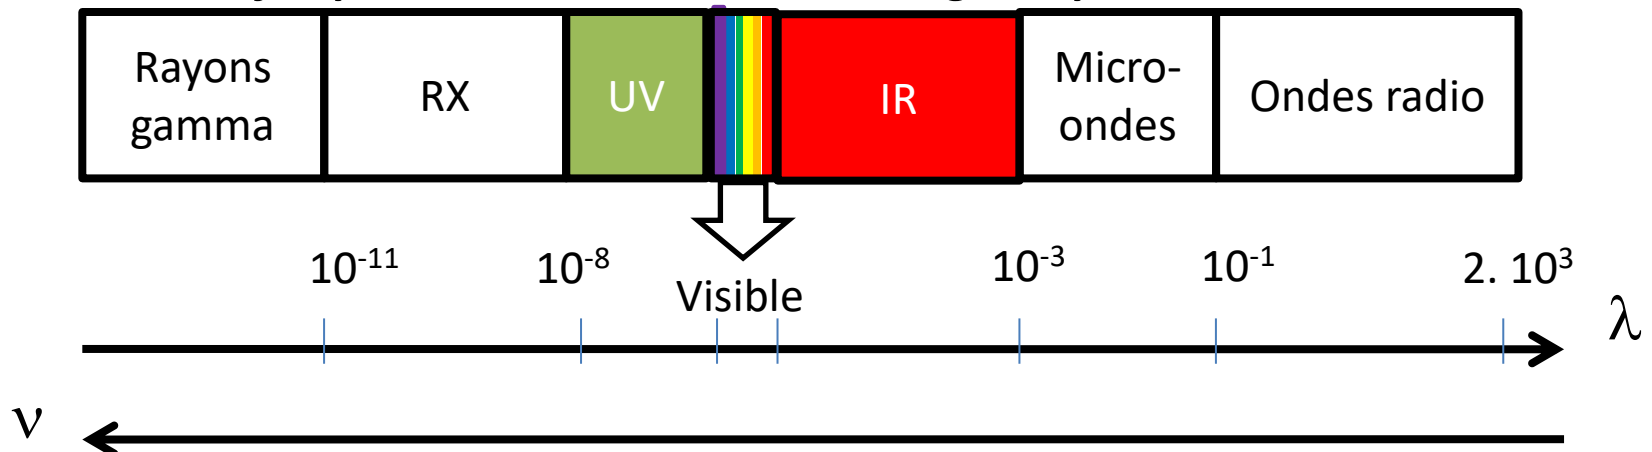 Rayons
gamma
RX
UV
IR
Micro-
ondes
Ondes radio
10⁻¹¹
10⁻⁸
Visible
10⁻³
10⁻¹
2. 10³
λ
ν